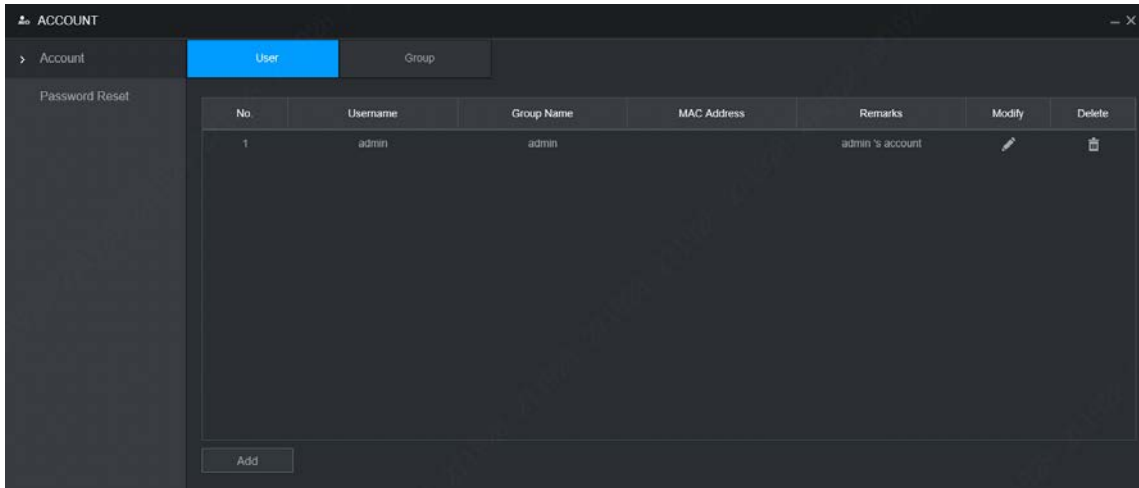 ACCOUNT
Account
User
Group
Password Reset
No. Username Group Name MAC Address Remarks Modify Delete
1 admin admin admin 's account
Add